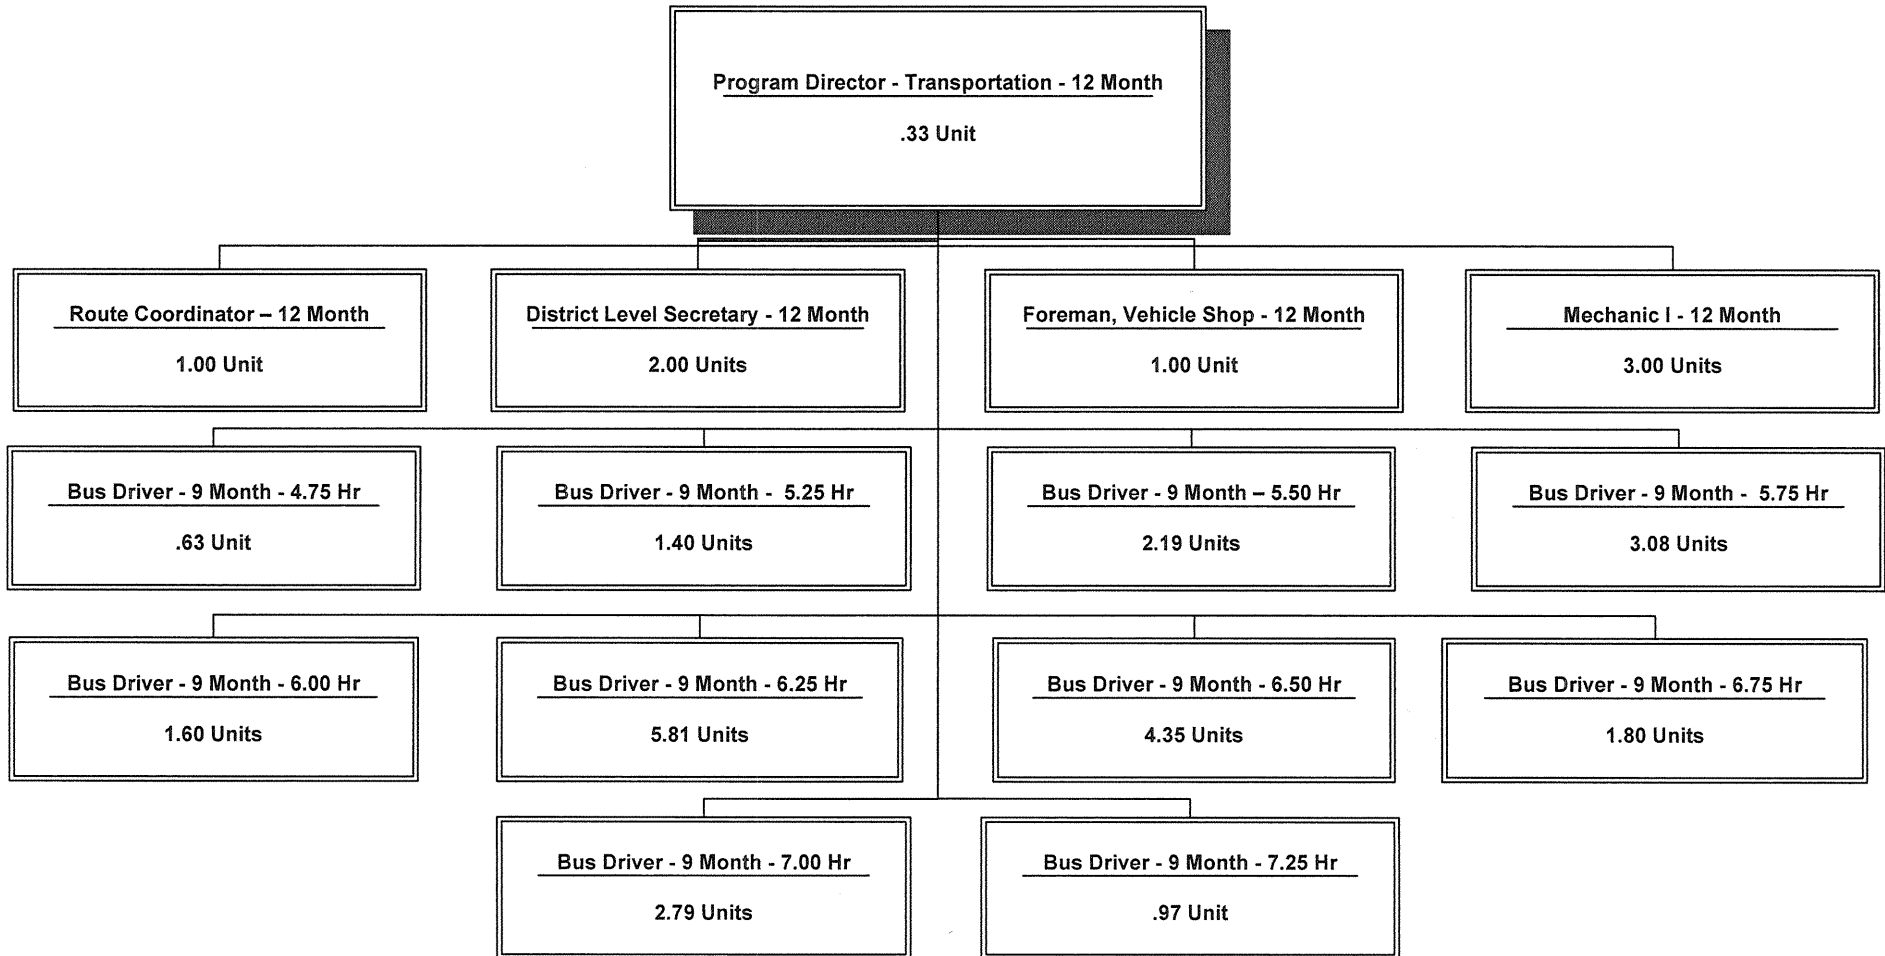 Program Director - Transportation - 12 Month
.33 Unit
Route Coordinator – 12 Month
1.00 Unit
District Level Secretary - 12 Month
2.00 Units
Foreman, Vehicle Shop - 12 Month
1.00 Unit
Mechanic I - 12 Month
3.00 Units
Bus Driver - 9 Month - 4.75 Hr
.63 Unit
Bus Driver - 9 Month - 5.25 Hr
1.40 Units
Bus Driver - 9 Month – 5.50 Hr
2.19 Units
Bus Driver - 9 Month - 5.75 Hr
3.08 Units
Bus Driver - 9 Month - 6.00 Hr
1.60 Units
Bus Driver - 9 Month - 6.25 Hr
5.81 Units
Bus Driver - 9 Month - 6.50 Hr
4.35 Units
Bus Driver - 9 Month - 6.75 Hr
1.80 Units
Bus Driver - 9 Month - 7.00 Hr
2.79 Units
Bus Driver - 9 Month - 7.25 Hr
.97 Unit